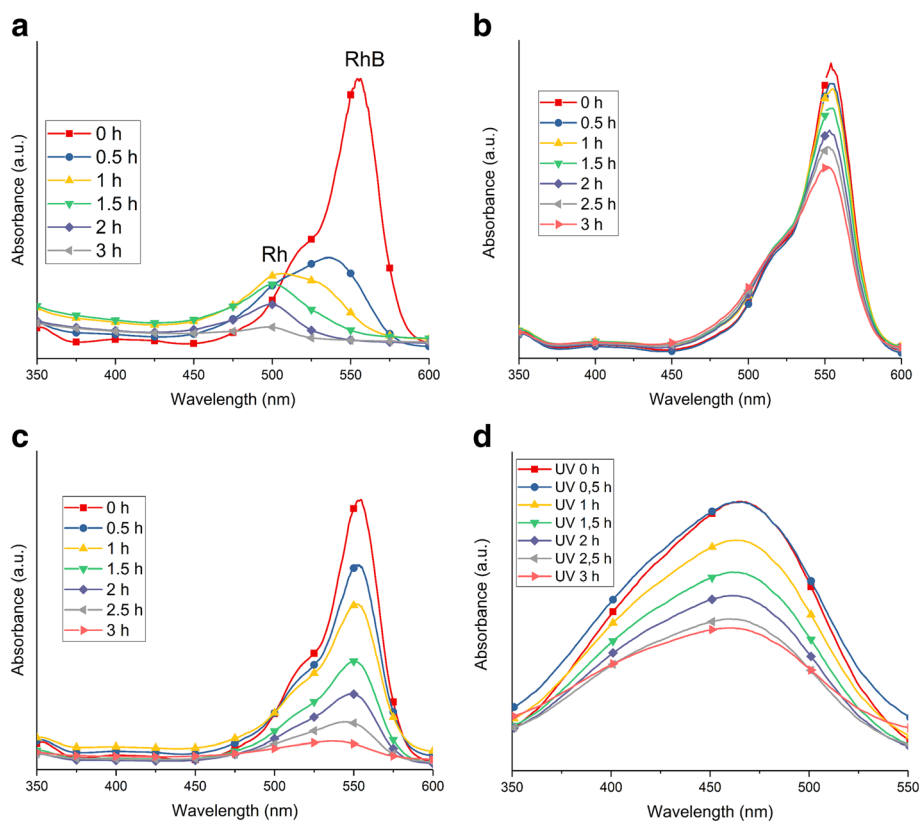 a
RhB
Rh
0 h
0.5 h
1 h
1.5 h
2 h
3 h
Absorbance (a.u.)
350 400 450 500 550 600
Wavelength (nm)
b
0 h
0.5 h
1 h
1.5 h
2 h
2.5 h
3 h
Absorbance (a.u.)
350 400 450 500 550 600
Wavelength (nm)
c
0 h
0.5 h
1 h
1.5 h
2 h
2.5 h
3 h
Absorbance (a.u.)
350 400 450 500 550 600
Wavelength (nm)
d
UV 0 h
UV 0,5 h
UV 1 h
UV 1,5 h
UV 2 h
UV 2,5 h
UV 3 h
Absorbance (a.u.)
350 400 450 500 550
Wavelength (nm)